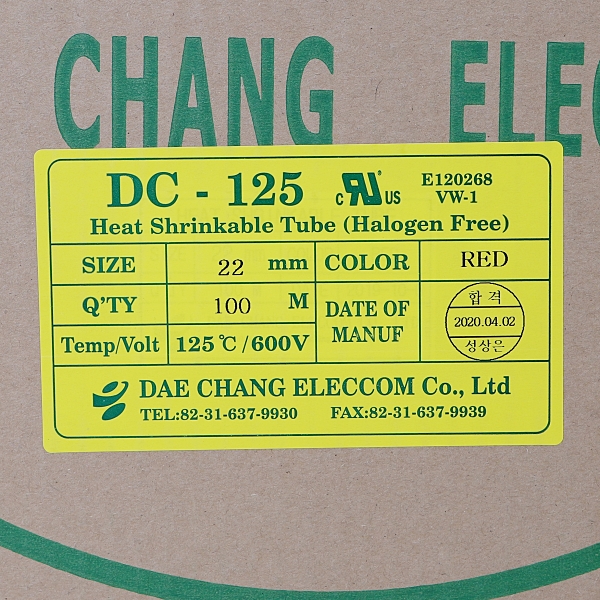 CHANG ELEC
DC - 125 c RU US E120268
VW-1
Heat Shrinkable Tube (Halogen Free)
SIZE 22 mm COLOR RED
Q'TY 100 M DATE OF MANUF
합격
2020.04.02
성상은
Temp/Volt 125℃/600V
DAE CHANG ELECCOM Co., Ltd
TEL:82-31-637-9930 FAX:82-31-637-9939